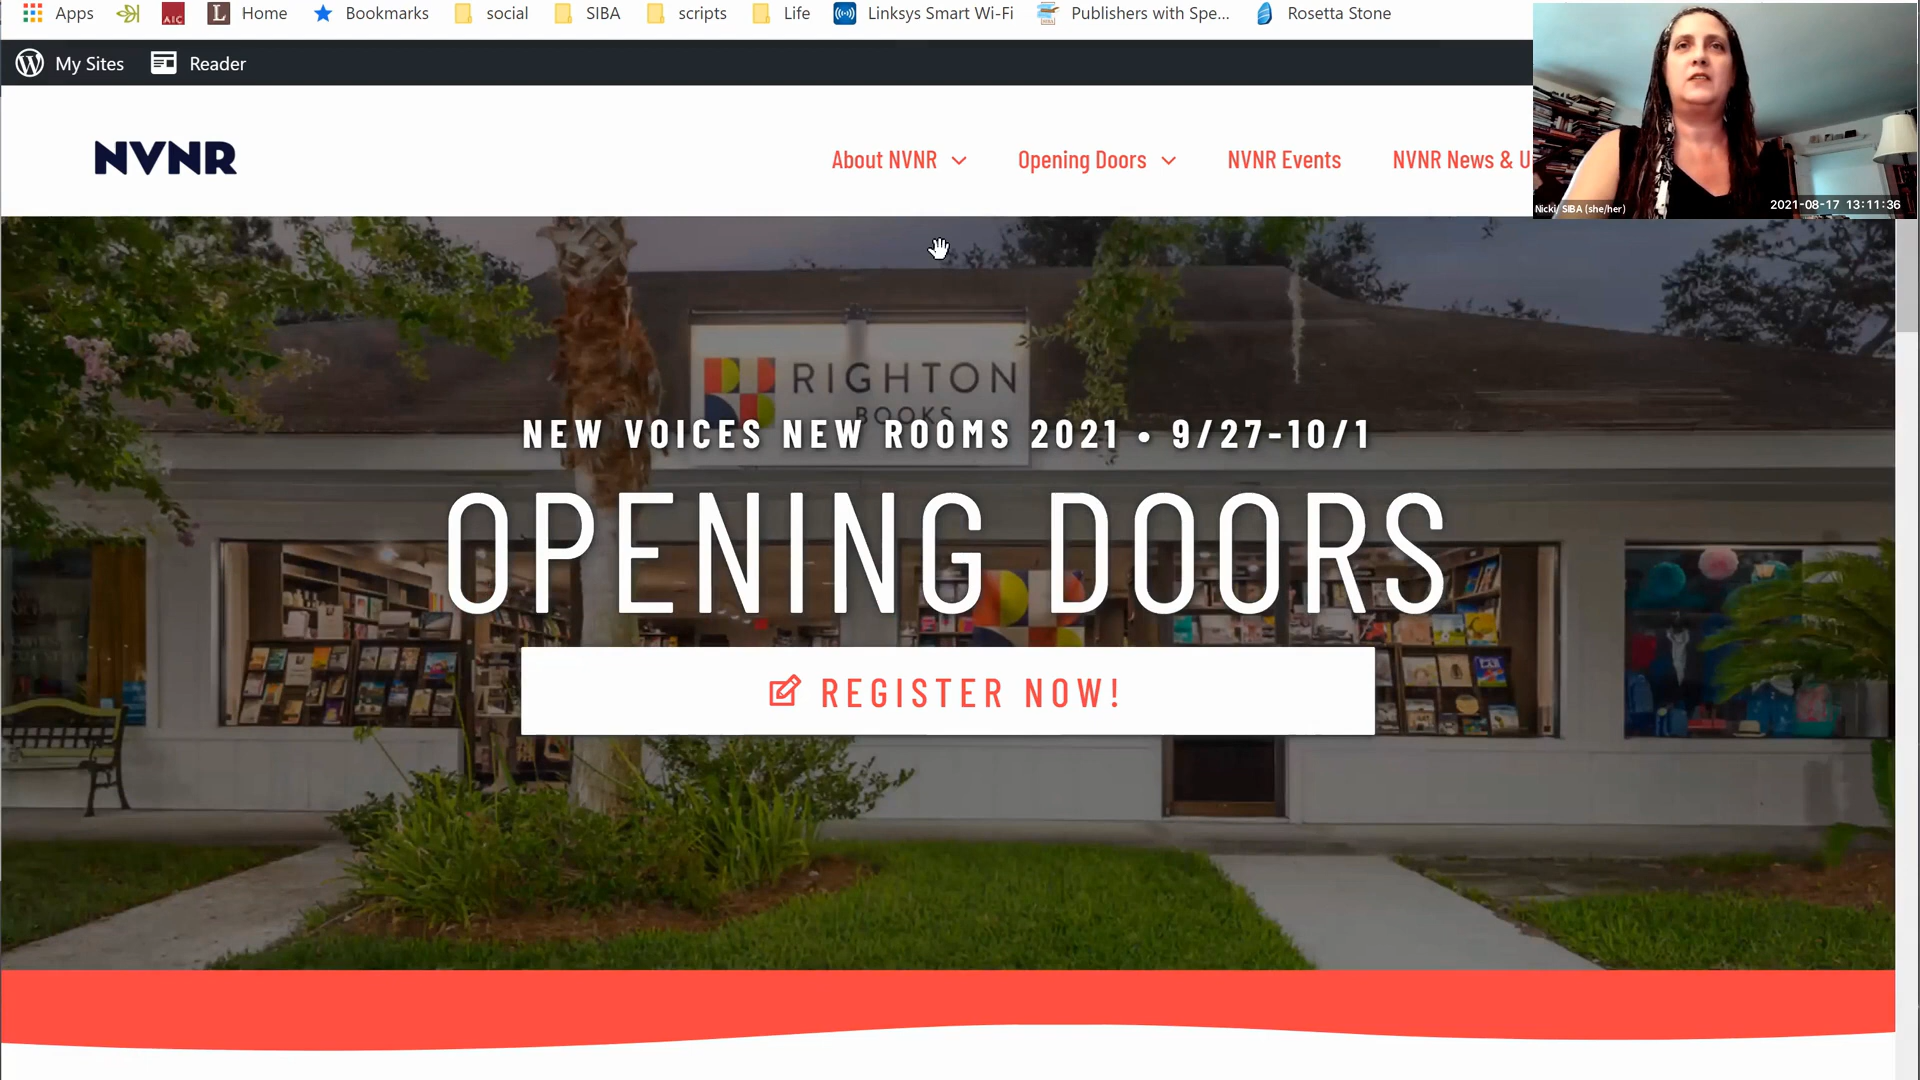 Apps
AIC
L
Home
Bookmarks
social
SIBA
scripts
Life
Linksys Smart Wi-Fi
Publishers with Spe...
Rosetta Stone
My Sites
Reader
NVNR
About NVNR
Opening Doors
NVNR Events
NVNR News & U
Nicki/ SIBA (she/her)
2021-08-17 13:11:36
RIGHTON
BOOKS
NEW VOICES NEW ROOMS 2021 • 9/27-10/1
OPENING DOORS
REGISTER NOW!